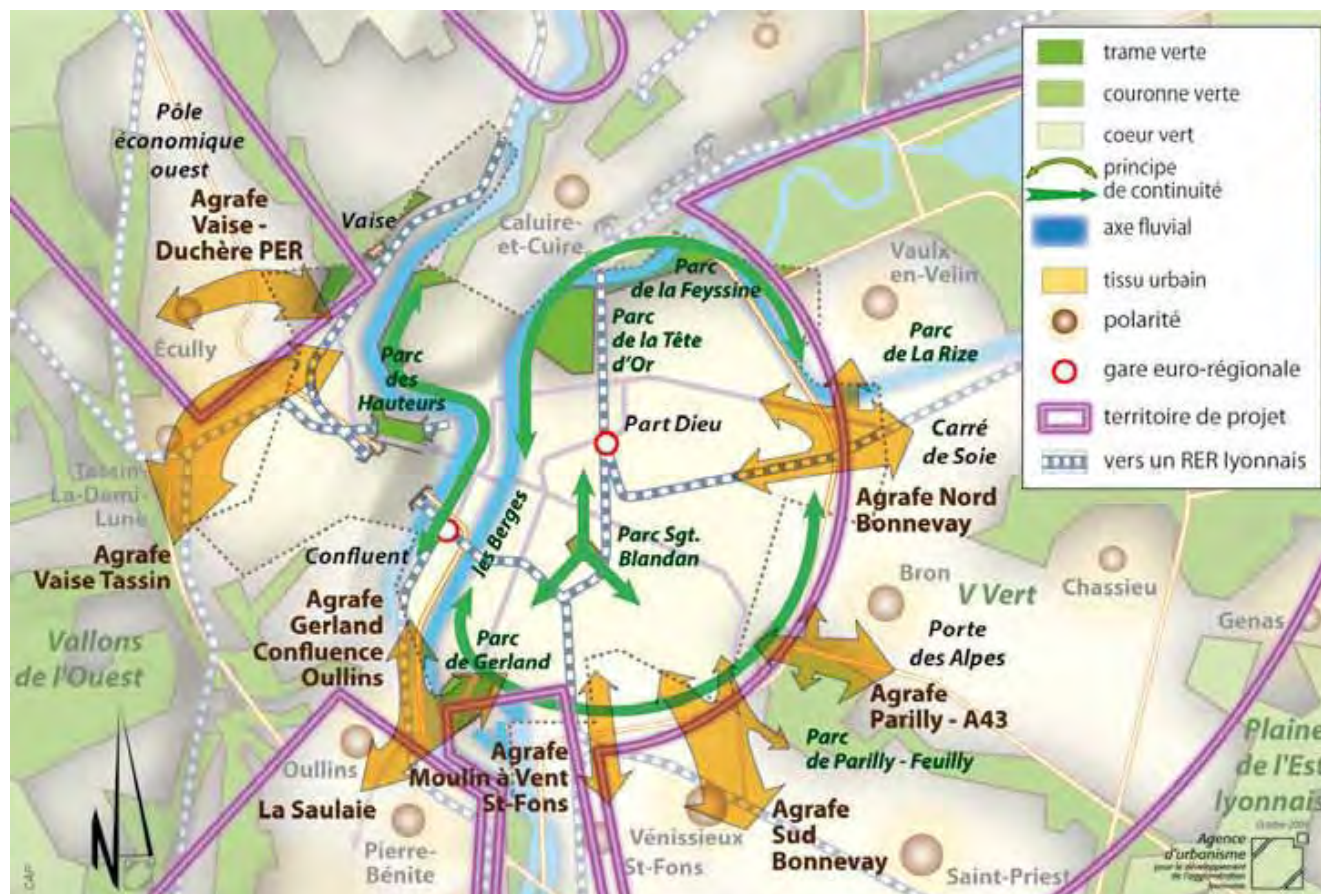 Pôle
économique
ouest
Agrafe
Vaise -
Duchère PER
Vaise
Caluire-
et-Cuire
Parc
de la Feyssine
Vaulx-
en-Velin
Parc
de La Rize
Parc
de la Tête
d'Or
Écully
Parc
des
Hauteurs
Part Dieu
Carré
de Soie
Tassin-
La-Demi-
Lune
Agrafe Nord
Bonnevay
Agrafe
Vaise Tassin
Confluent
les Berges
Parc Sgt.
Blandan
Bron
V Vert
Chassieu
Genas
Agrafe
Gerland
Confluence
Oullins
Parc
de Gerland
Porte
des Alpes
Vallons
de l'Ouest
Agrafe
Parilly - A43
Parc
de Parilly - Feuilly
Plaine
de l'Est
lyonnais
Oullins
La Saulaie
Agrafe
Moulin à Vent
St-Fons
Pierre-
Bénite
Vénissieux
St-Fons
Agrafe
Sud
Bonnevay
Saint-Priest
N
trame verte
couronne verte
coeur vert
principe
de continuité
axe fluvial
tissu urbain
polarité
gare euro-régionale
territoire de projet
vers un RER lyonnais
Agence
d'urbanisme
pour le développement
de l'agglomération
lyonnaise